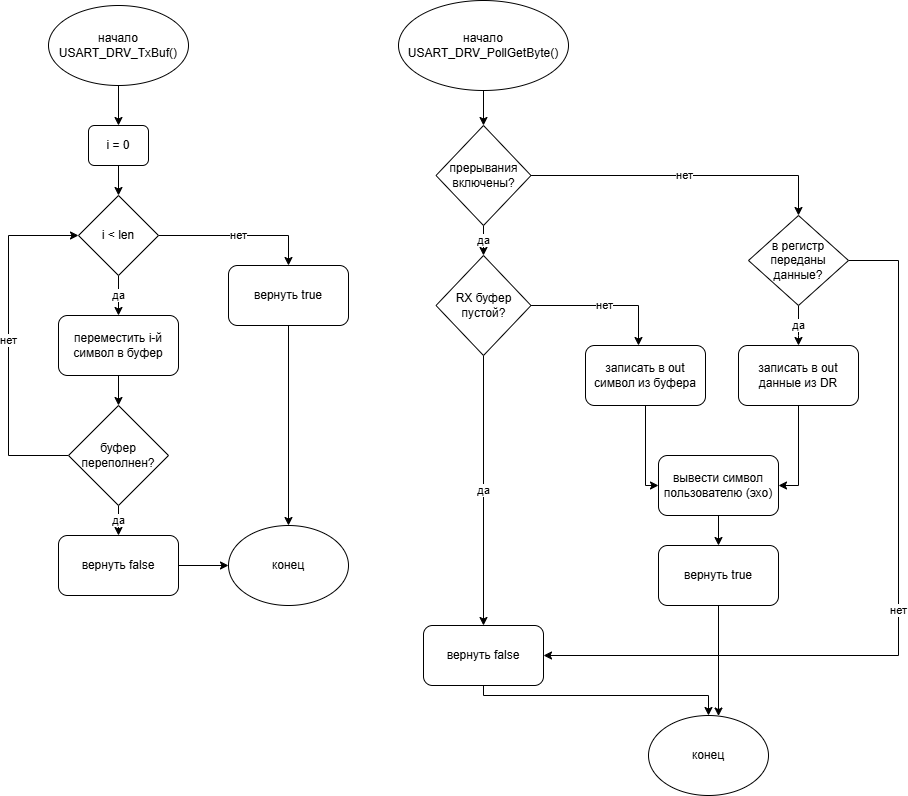 начало
USART_DRV_TxBuf()
i = 0
i < len
нет
да
вернуть true
переместить i-й
символ в буфер
нет
буфер
переполнен?
да
вернуть false
конец
начало
USART_DRV_PollGetByte()
прерывания
включены?
нет
да
в регистр
переданы
данные?
RX буфер
пустой?
нет
да
записать в out
символ из буфера
записать в out
данные из DR
вывести символ
пользователю (эхо)
да
вернуть true
нет
вернуть false
конец